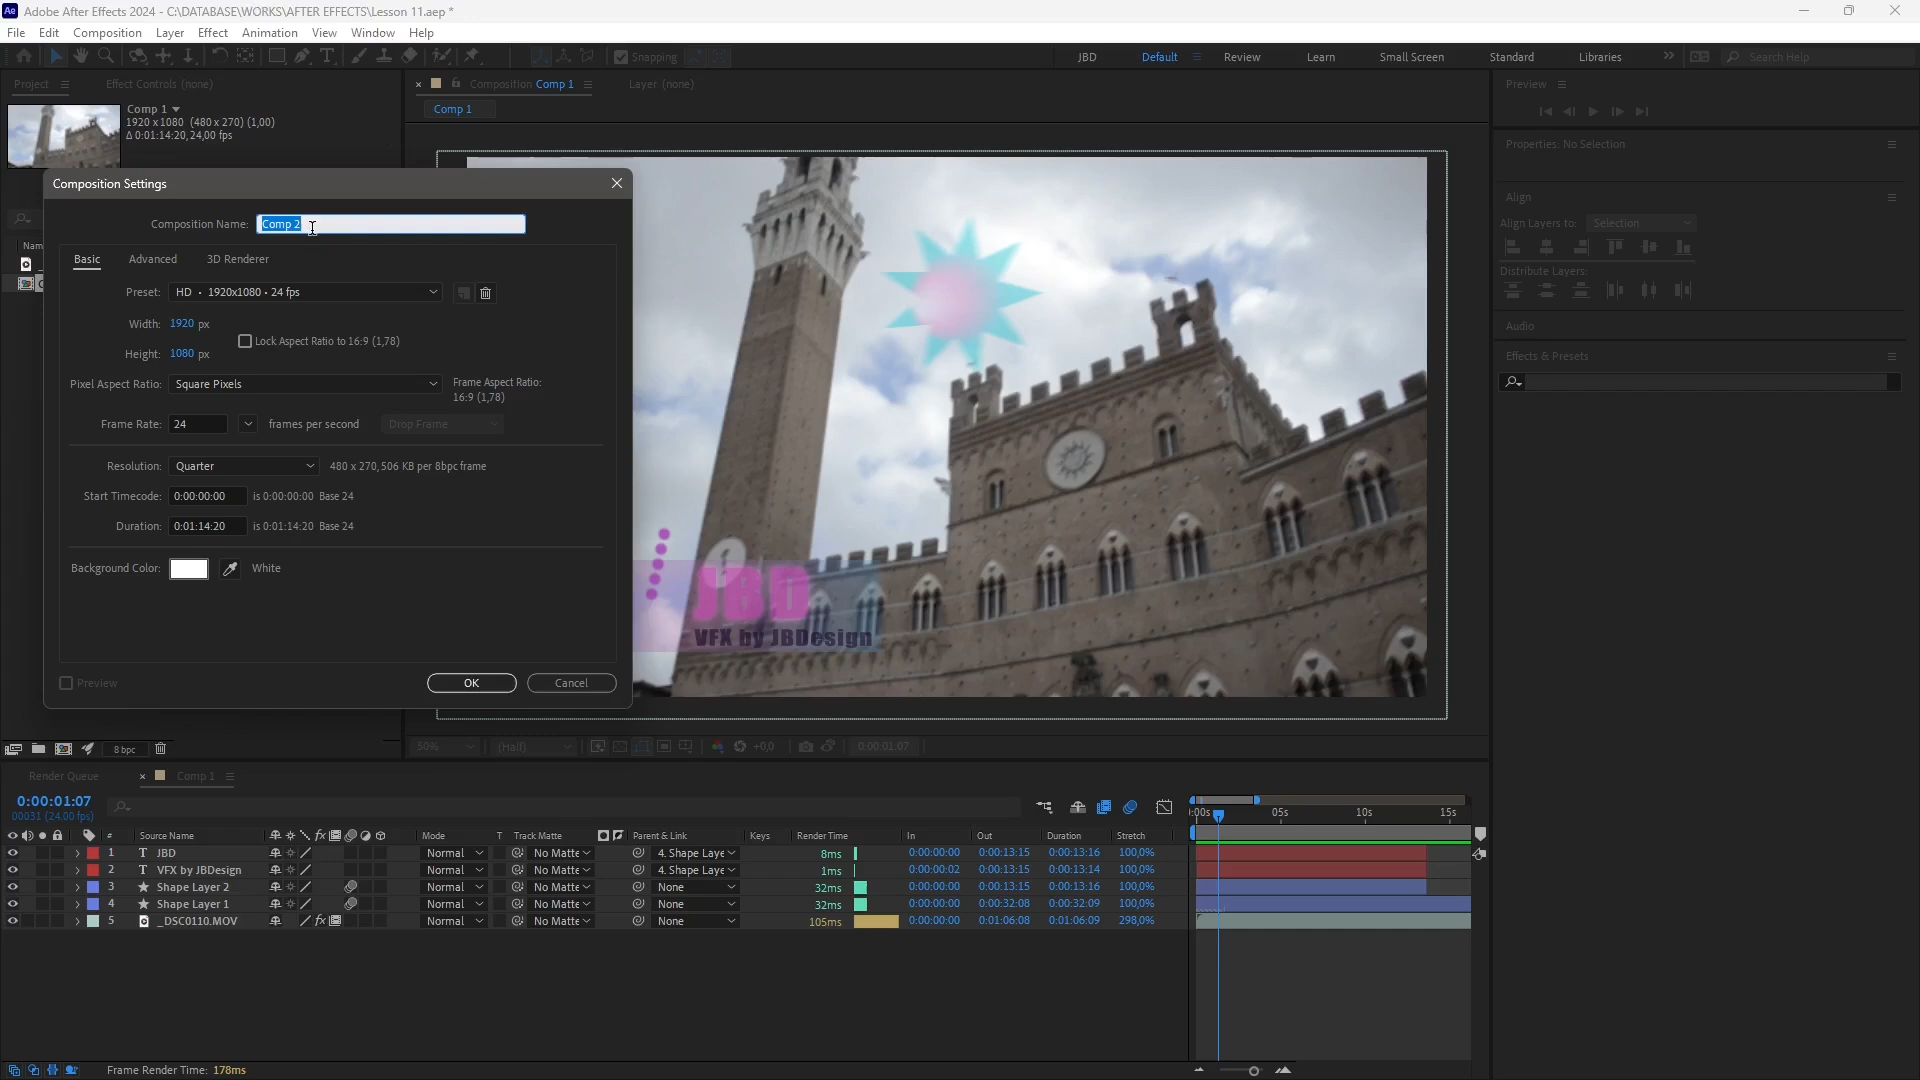 Adobe After Effects 2024 - C:\DATABASE\WORKS\AFTER EFFECTS\Lesson 11.aep *
File Edit Composition Layer Effect Animation View Window Help
Snapping JBD Default Review Learn Small Screen Standard Libraries Search Help
Project Effect Controls (none) Composition Comp 1 Layer (none) Preview
Comp 1
1920 x 1080 (480 x 270) (1,00)
Δ 0:01:14:20, 24,00 fps
Comp 1
Properties: No Selection
Composition Settings
Align
Composition Name: Comp 2
Align Layers to: Selection
Nam
Basic Advanced 3D Renderer
Distribute Layers:
Preset: HD • 1920x1080 • 24 fps
Width: 1920 px
Audio
Lock Aspect Ratio to 16:9 (1,78)
Height: 1080 px
Effects & Presets
Pixel Aspect Ratio: Square Pixels Frame Aspect Ratio:
16:9 (1,78)
Frame Rate: 24 frames per second Drop Frame
Resolution: Quarter 480 x 270, 506 KB per 8bpc frame
Start Timecode: 0:00:00:00 is 0:00:00:00 Base 24
Duration: 0:01:14:20 is 0:01:14:20 Base 24
Background Color: White
JBD
VFX by JBDesign
Preview OK Cancel
8 bpc 50% (Half) +0,0 0:00:01:07
Render Queue Comp 1
0:00:01:07
00031 (24.00 fps)
:00s 05s 10s 15s
# Source Name fx Mode T Track Matte Parent & Link Keys Render Time In Out Duration Stretch
1 T JBD Normal No Matte 4. Shape Laye 8ms 0:00:00:00 0:00:13:15 0:00:13:16 100,0%
2 T VFX by JBDesign Normal No Matte 4. Shape Laye 1ms 0:00:00:02 0:00:13:15 0:00:13:14 100,0%
3 Shape Layer 2 Normal No Matte None 32ms 0:00:00:00 0:00:13:15 0:00:13:16 100,0%
4 Shape Layer 1 Normal No Matte None 32ms 0:00:00:00 0:00:32:08 0:00:32:09 100,0%
5 _DSC0110.MOV fx Normal No Matte None 105ms 0:00:00:00 0:01:06:08 0:01:06:09 298,0%
Frame Render Time: 178ms